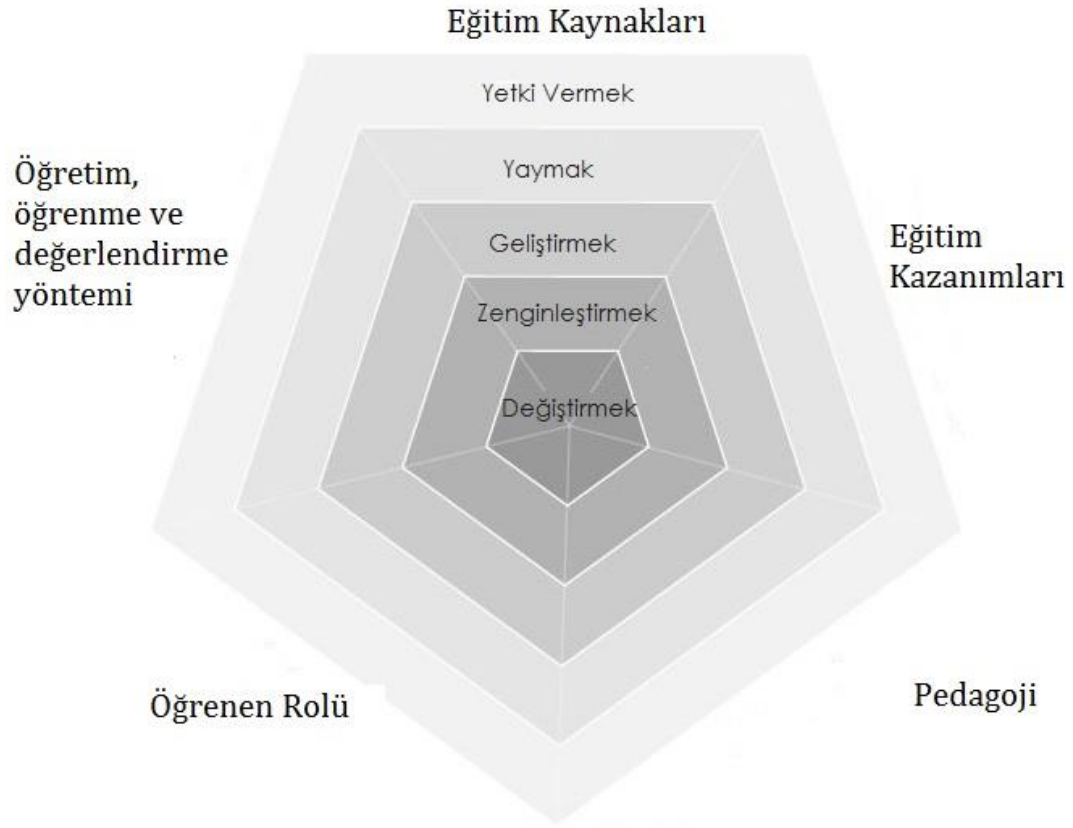 Eğitim Kaynakları
Yetki Vermek
Yaymak
Geliştirmek
Zenginleştirmek
Değiştirmek
Öğretim,
öğrenme ve
değerlendirme
yöntemi
Eğitim
Kazanımları
Öğrenen Rolü
Pedagoji